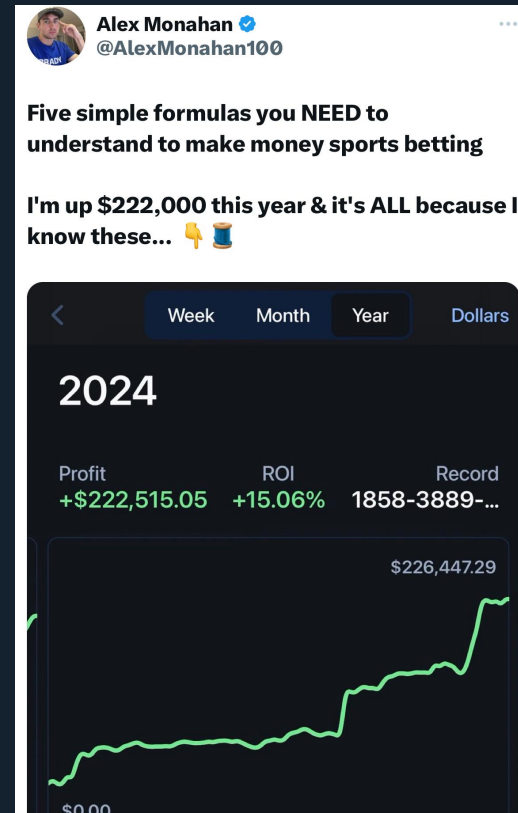 Alex Monahan
@AlexMonahan100
BRADY
Five simple formulas you NEED to
understand to make money sports betting
I'm up $222,000 this year & it's ALL because I
know these... 👇🧵
Week Month Year Dollars
2024
Profit ROI Record
+$222,515.05 +15.06% 1858-3889-...
$226,447.29
$0.00